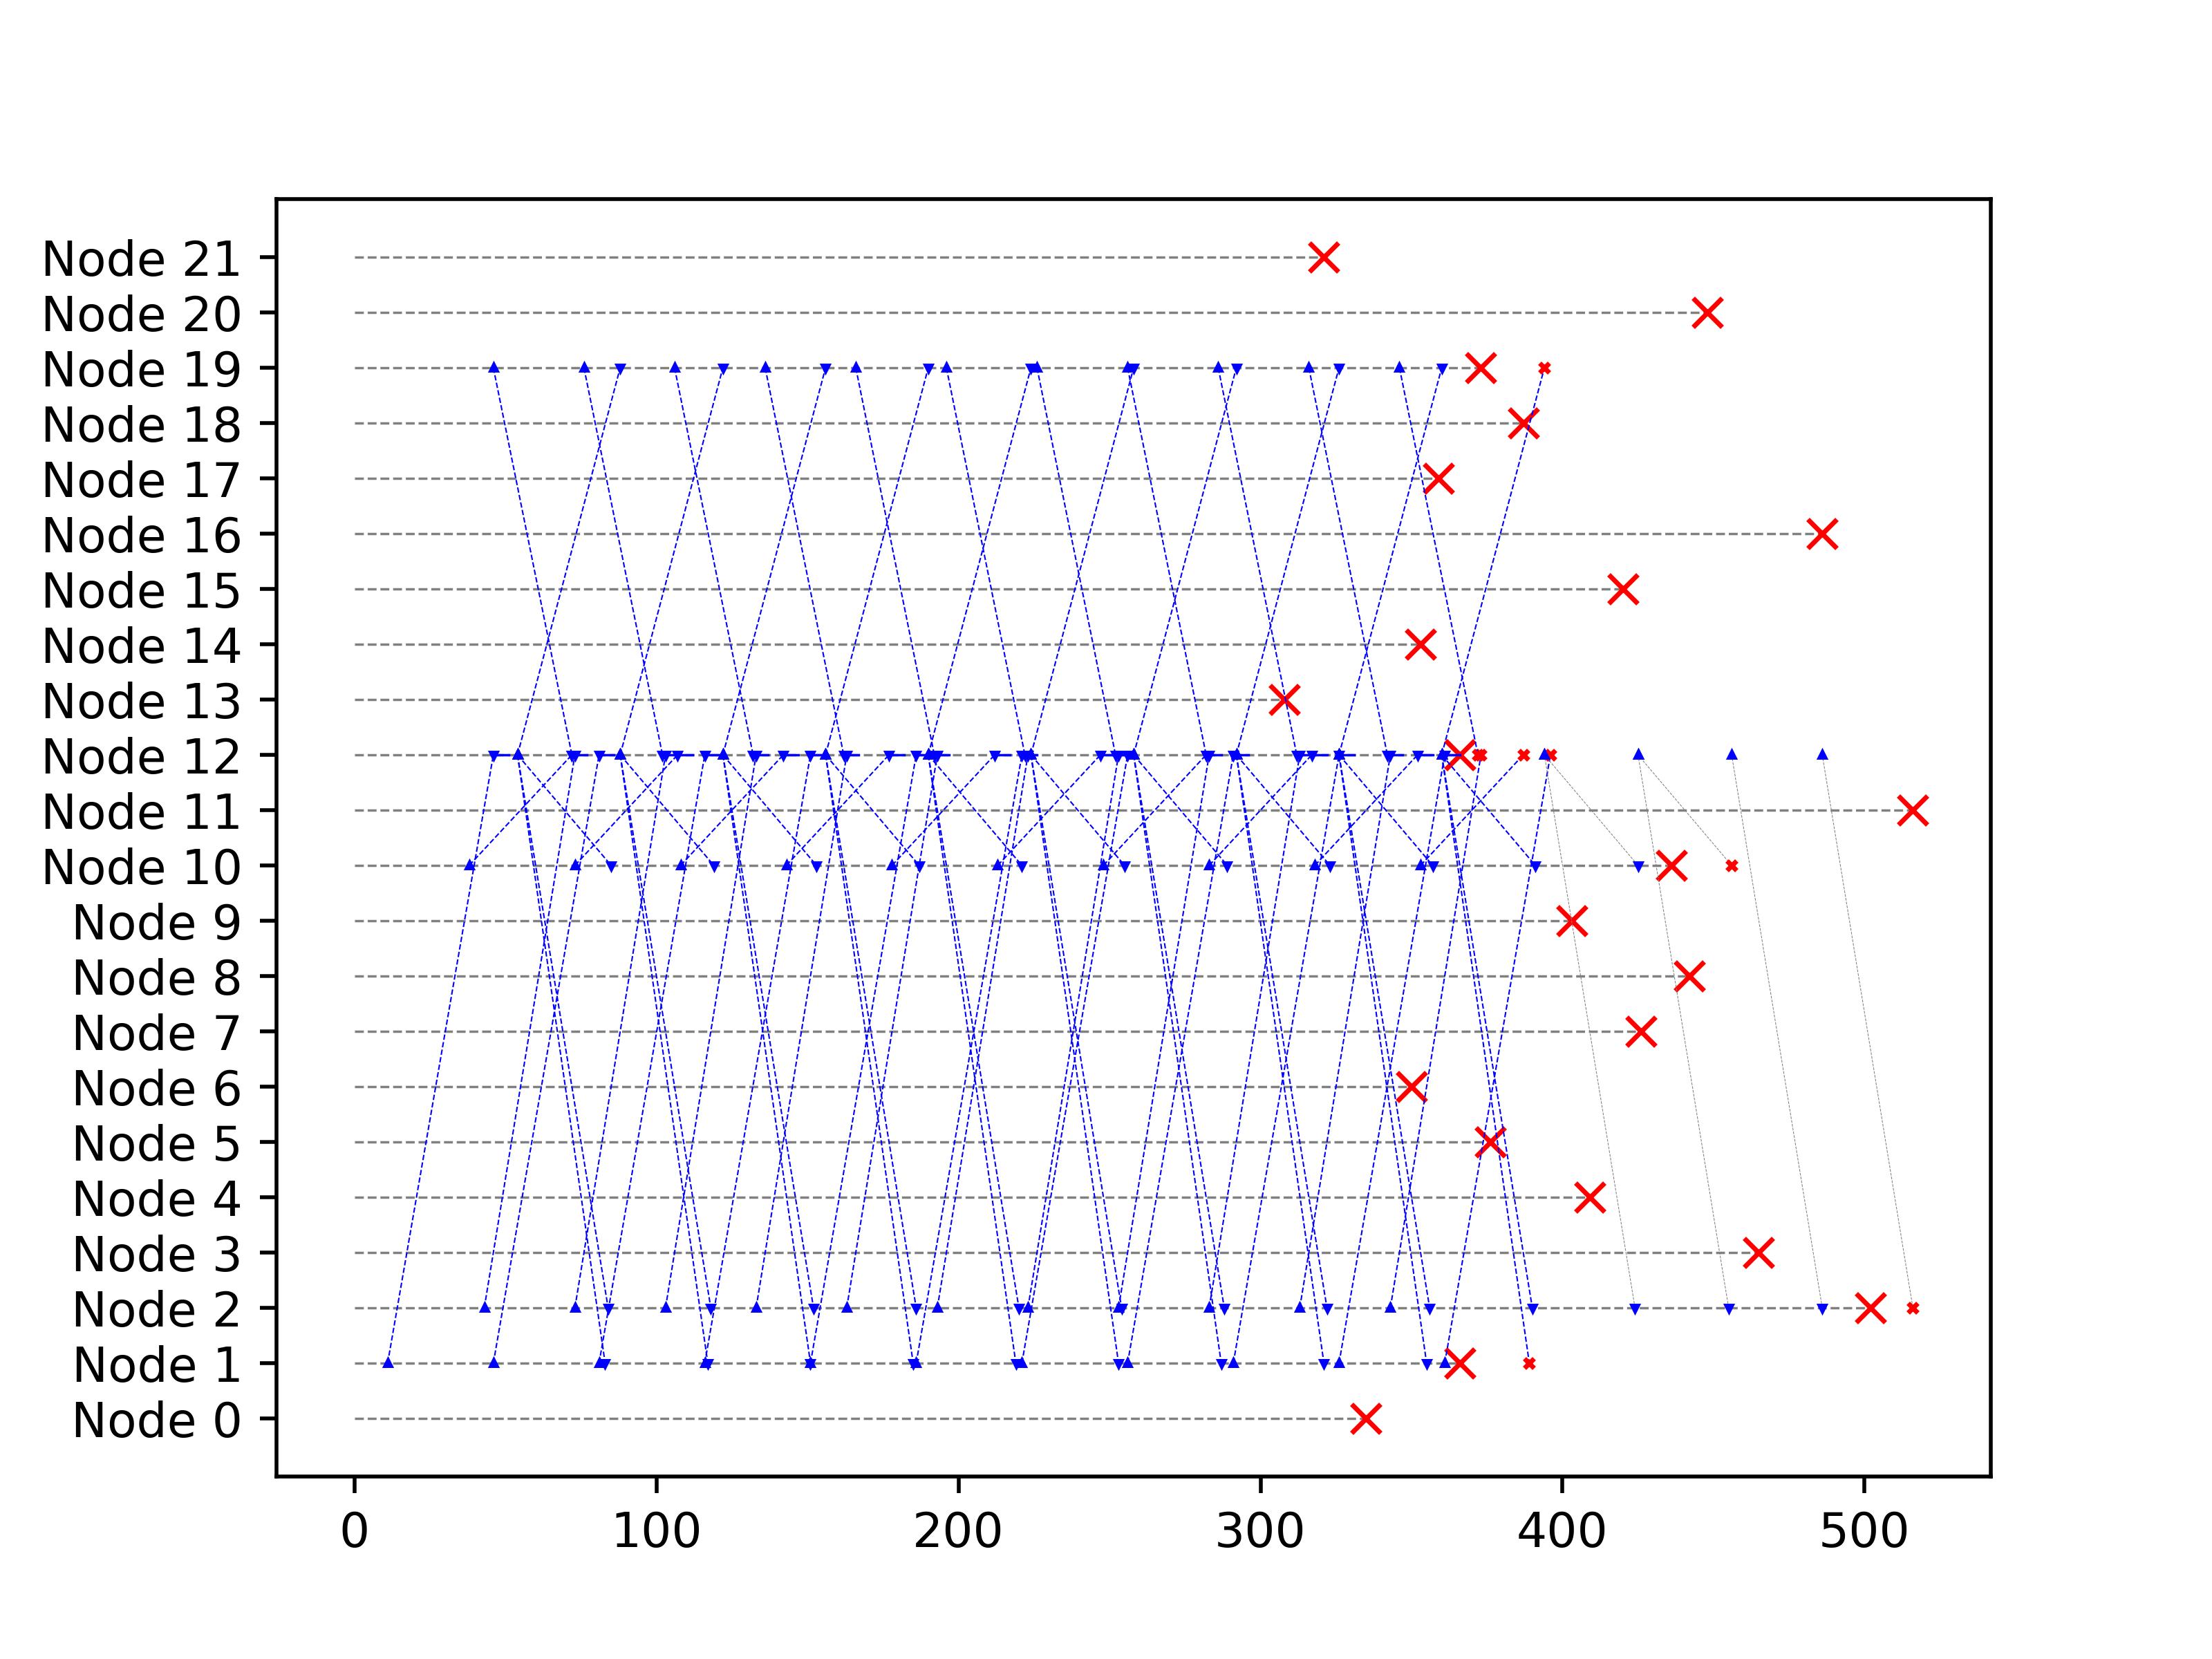 Node 21
Node 20
Node 19
Node 18
Node 17
Node 16
Node 15
Node 14
Node 13
Node 12
Node 11
Node 10
Node 9
Node 8
Node 7
Node 6
Node 5
Node 4
Node 3
Node 2
Node 1
Node 0
0 100 200 300 400 500